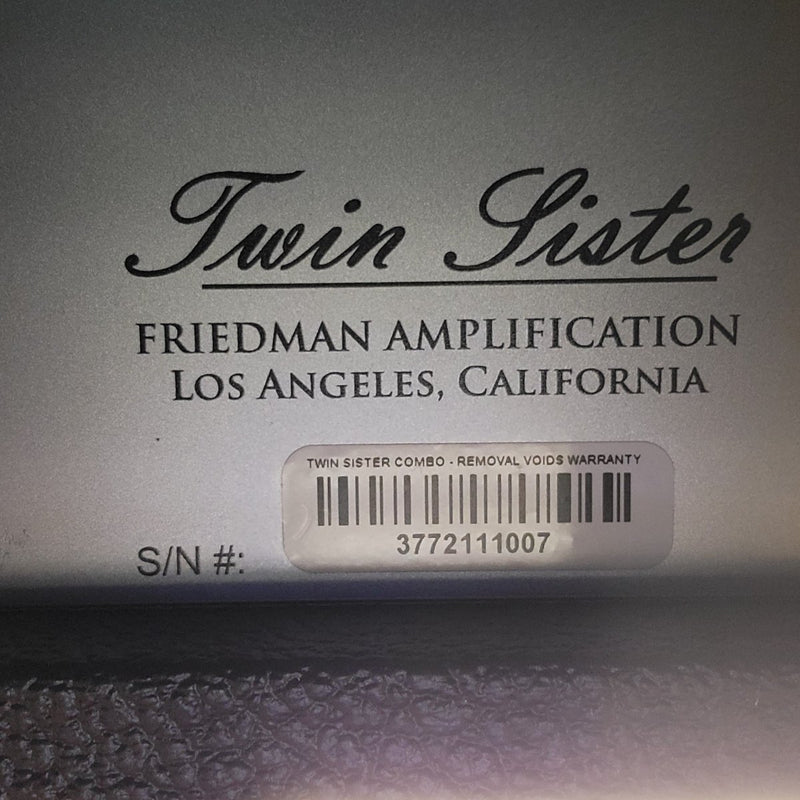 Twin Sister
FRIEDMAN AMPLIFICATION
LOS ANGELES, CALIFORNIA
TWIN SISTER COMBO - REMOVAL VOIDS WARRANTY
3772111007
S/N #: